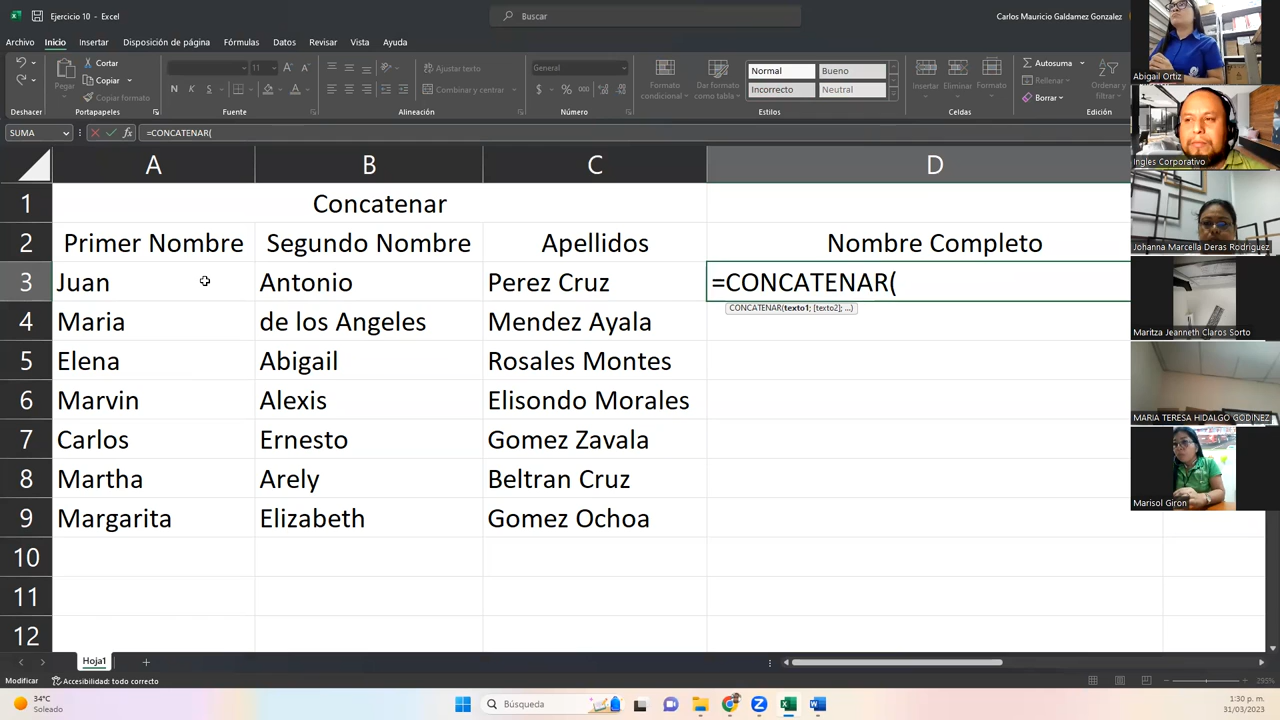 Ejercicio 10 - Excel
Buscar
Carlos Mauricio Galdamez Gonzalez
Archivo Inicio Insertar Disposición de página Fórmulas Datos Revisar Vista Ayuda
Cortar
Copiar
Copiar formato
Pegar
11
N K S
Ajustar texto
Combinar y centrar
General
$ % 000
Formato condicional
Dar formato como tabla
Normal Bueno
Incorrecto Neutral
Insertar Eliminar Formato
Autosuma
Rellenar
Borrar
Ordenar y filtrar
Deshacer Portapapeles Fuente Alineación Número Estilos Celdas Edición
SUMA fx =CONCATENAR(
A B C D
1 Concatenar
2 Primer Nombre Segundo Nombre Apellidos Nombre Completo
3 Juan Antonio Perez Cruz =CONCATENAR(
CONCATENAR(texto1; [texto2]; ...)
4 Maria de los Angeles Mendez Ayala
5 Elena Abigail Rosales Montes
6 Marvin Alexis Elisondo Morales
7 Carlos Ernesto Gomez Zavala
8 Martha Arely Beltran Cruz
9 Margarita Elizabeth Gomez Ochoa
10
11
12
Hoja1
Modificar Accesibilidad: todo correcto 295%
34°C
Soleado
Búsqueda
1:30 p. m.
31/03/2023
Abigail Ortiz
Ingles Corporativo
Johanna Marcella Deras Rodriguez
Maritza Jeanneth Claros Sorto
MARIA TERESA HIDALGO GODINEZ
Marisol Giron